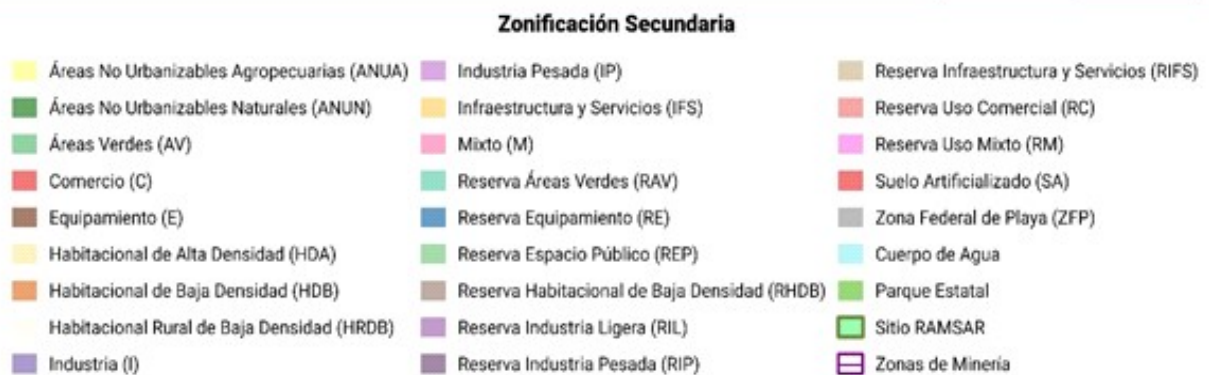 Zonificación Secundaria
Áreas No Urbanizables Agropecuarias (ANUA)
Áreas No Urbanizables Naturales (ANUN)
Áreas Verdes (AV)
Comercio (C)
Equipamiento (E)
Habitacional de Alta Densidad (HDA)
Habitacional de Baja Densidad (HDB)
Habitacional Rural de Baja Densidad (HRDB)
Industria (I)
Industria Pesada (IP)
Infraestructura y Servicios (IFS)
Mixto (M)
Reserva Áreas Verdes (RAV)
Reserva Equipamiento (RE)
Reserva Espacio Público (REP)
Reserva Habitacional de Baja Densidad (RHDB)
Reserva Industria Ligera (RIL)
Reserva Industria Pesada (RIP)
Reserva Infraestructura y Servicios (RIFS)
Reserva Uso Comercial (RC)
Reserva Uso Mixto (RM)
Suelo Artificializado (SA)
Zona Federal de Playa (ZFP)
Cuerpo de Agua
Parque Estatal
Sitio RAMSAR
Zonas de Minería